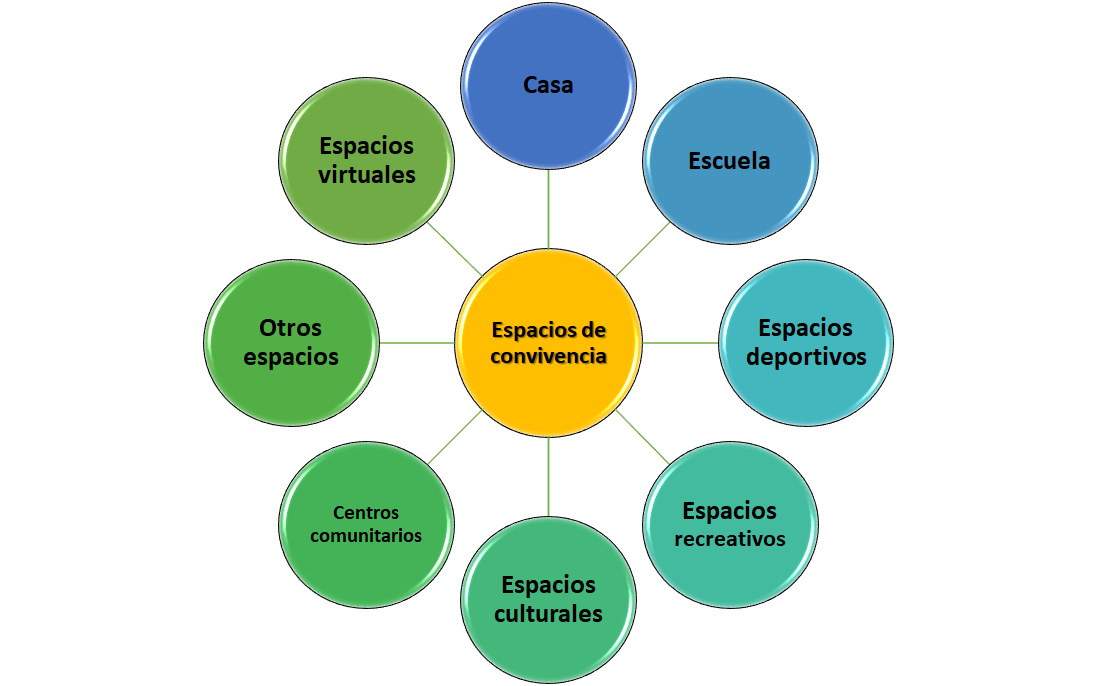 Casa
Escuela
Espacios
deportivos
Espacios
recreativos
Espacios
culturales
Centros
comunitarios
Otros
espacios
Espacios
virtuales
Espacios de
convivencia